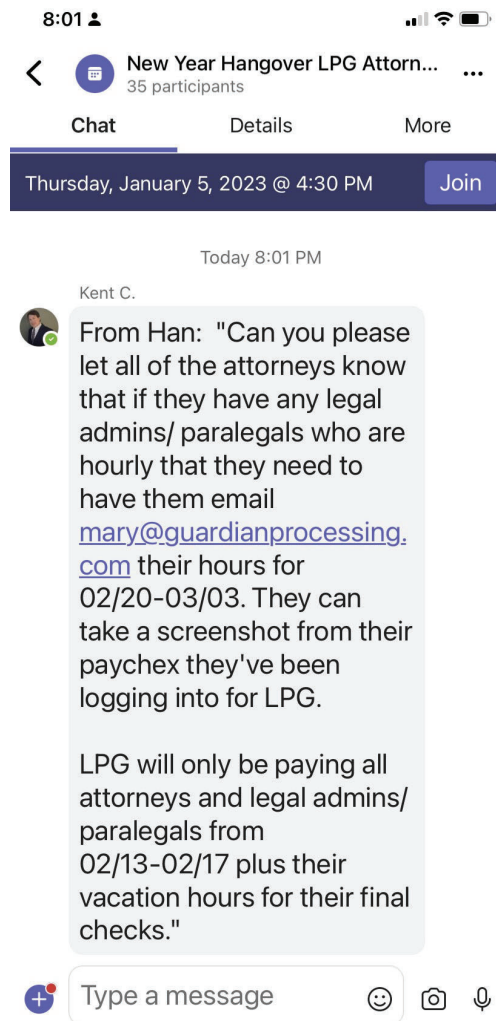 8:01
New Year Hangover LPG Attorn...
35 participants
Chat
Details
More
Thursday, January 5, 2023 @ 4:30 PM
Join
Today 8:01 PM
Kent C.
From Han:  "Can you please
let all of the attorneys know
that if they have any legal
admins/ paralegals who are
hourly that they need to
have them email
mary@guardianprocessing.
com their hours for
02/20-03/03. They can
take a screenshot from their
paychex they've been
logging into for LPG.
LPG will only be paying all
attorneys and legal admins/
paralegals from
02/13-02/17 plus their
vacation hours for their final
checks."
Type a message